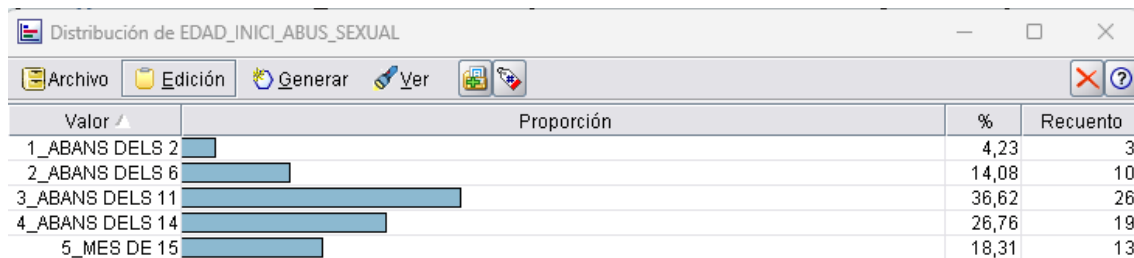 Distribución de EDAD_INICI_ABUS_SEXUAL
Archivo Edición Generar Ver
Valor Proporción % Recuento
1_ABANS DELS 2 4,23 3
2_ABANS DELS 6 14,08 10
3_ABANS DELS 11 36,62 26
4_ABANS DELS 14 26,76 19
5_MES DE 15 18,31 13